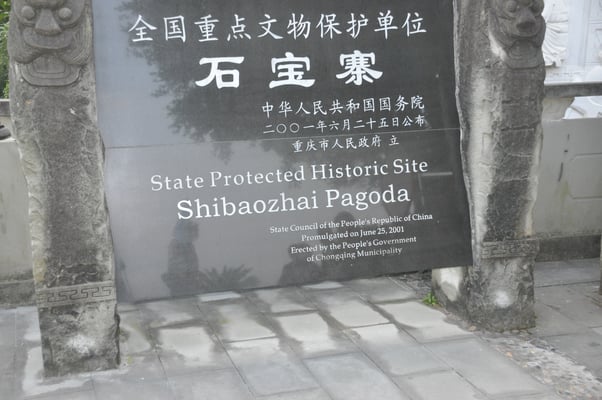 全国重点文物保护单位
石宝寨
中华人民共和国国务院
二〇〇一年六月二十五日公布
重庆市人民政府 立
State Protected Historic Site
Shibaozhai Pagoda
State Council of the People's Republic of China
Promulgated on June 25, 2001
Erected by the People's Government
of Chongqing Municipality